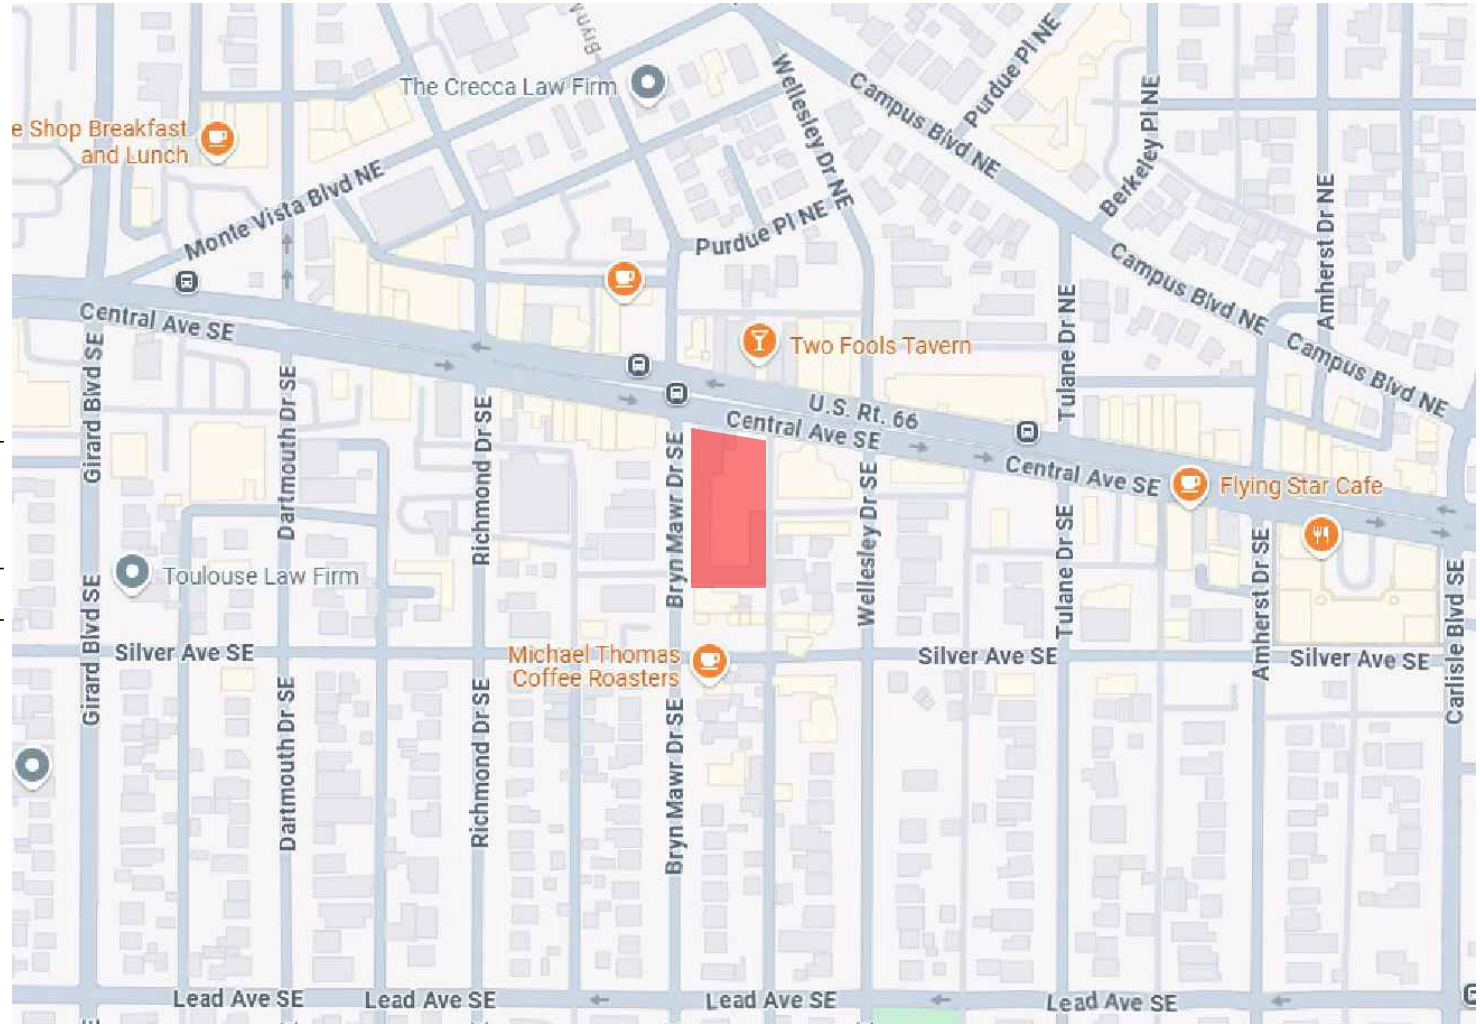 Bryn
The Crecca Law Firm
Wellesley Dr NE
Campus Blvd NE
Purdue Pl NE
Berkeley Pl NE
e Shop Breakfast
and Lunch
Monte Vista Blvd NE
Purdue Pl NE
Campus Blvd NE
Amherst Dr NE
Tulane Dr NE
Central Ave SE
Two Fools Tavern
Campus Blvd NE
Girard Blvd SE
Dartmouth Dr SE
Richmond Dr SE
U.S. Rt. 66
Central Ave SE
Bryn Mawr Dr SE
Wellesley Dr SE
Central Ave SE
Flying Star Cafe
Tulane Dr SE
Amherst Dr SE
Carlisle Blvd SE
Toulouse Law Firm
Girard Blvd SE
Silver Ave SE
Michael Thomas
Coffee Roasters
Silver Ave SE
Silver Ave SE
Dartmouth Dr SE
Richmond Dr SE
Bryn Mawr Dr SE
Lead Ave SE
Lead Ave SE
Lead Ave SE
Lead Ave SE